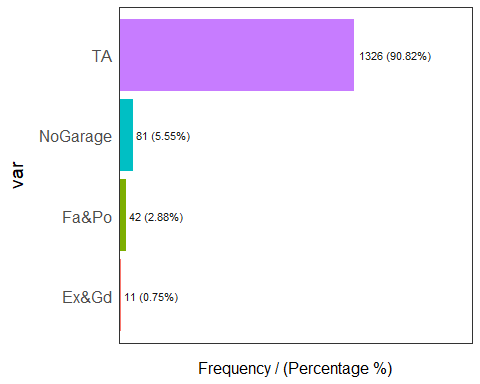 TA
1326 (90.82%)
NoGarage
81 (5.55%)
Fa&Po
42 (2.88%)
Ex&Gd
11 (0.75%)
var
Frequency / (Percentage %)